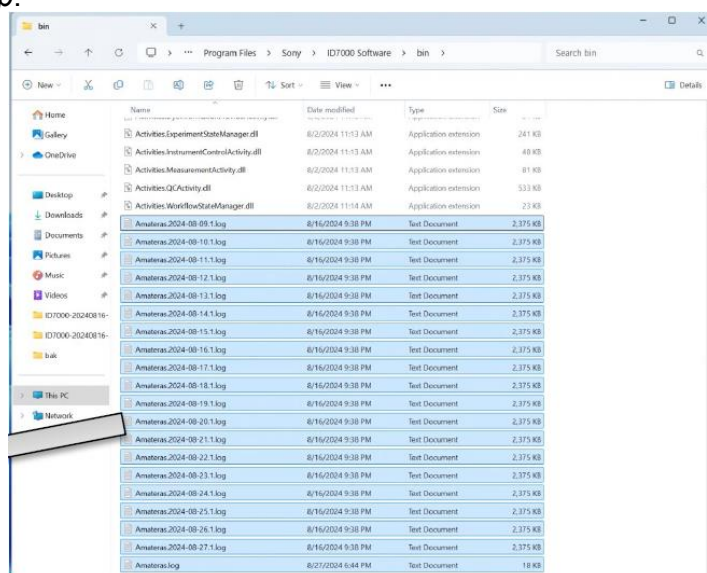 bin
Program Files > Sony > ID7000 Software > bin >
Search bin
New
Sort
View
Details
Name Date modified Type Size
Home
Gallery
OneDrive
Desktop
Downloads
Documents
Pictures
Music
Videos
ID7000-20240816-
ID7000-20240816-
bak
This PC
Network
Activities.ExperimentStateManager.dll 8/2/2023 11:13 AM Application extension 241 KB
Activities.InstrumentControlActivity.dll 8/2/2023 11:13 AM Application extension 48 KB
Activities.MeasurementActivity.dll 8/2/2023 11:13 AM Application extension 81 KB
Activities.QCActivity.dll 8/2/2023 11:13 AM Application extension 533 KB
Activities.WorkflowStateManager.dll 8/2/2023 11:14 AM Application extension 23 KB
Amateras.2024-08-09.1.log 8/16/2024 9:38 PM Text Document 2,375 KB
Amateras.2024-08-10.1.log 8/16/2024 9:38 PM Text Document 2,375 KB
Amateras.2024-08-11.1.log 8/16/2024 9:38 PM Text Document 2,375 KB
Amateras.2024-08-12.1.log 8/16/2024 9:38 PM Text Document 2,375 KB
Amateras.2024-08-13.1.log 8/16/2024 9:38 PM Text Document 2,375 KB
Amateras.2024-08-14.1.log 8/16/2024 9:38 PM Text Document 2,375 KB
Amateras.2024-08-15.1.log 8/16/2024 9:38 PM Text Document 2,375 KB
Amateras.2024-08-16.1.log 8/16/2024 9:38 PM Text Document 2,375 KB
Amateras.2024-08-17.1.log 8/16/2024 9:38 PM Text Document 2,375 KB
Amateras.2024-08-18.1.log 8/16/2024 9:38 PM Text Document 2,375 KB
Amateras.2024-08-19.1.log 8/16/2024 9:38 PM Text Document 2,375 KB
Amateras.2024-08-20.1.log 8/16/2024 9:38 PM Text Document 2,375 KB
Amateras.2024-08-21.1.log 8/16/2024 9:38 PM Text Document 2,375 KB
Amateras.2024-08-22.1.log 8/16/2024 9:38 PM Text Document 2,375 KB
Amateras.2024-08-23.1.log 8/16/2024 9:38 PM Text Document 2,375 KB
Amateras.2024-08-24.1.log 8/16/2024 9:38 PM Text Document 2,375 KB
Amateras.2024-08-25.1.log 8/16/2024 9:38 PM Text Document 2,375 KB
Amateras.2024-08-26.1.log 8/16/2024 9:38 PM Text Document 2,375 KB
Amateras.2024-08-27.1.log 8/16/2024 9:38 PM Text Document 2,375 KB
Amateras.log 8/27/2024 6:44 PM Text Document 18 KB